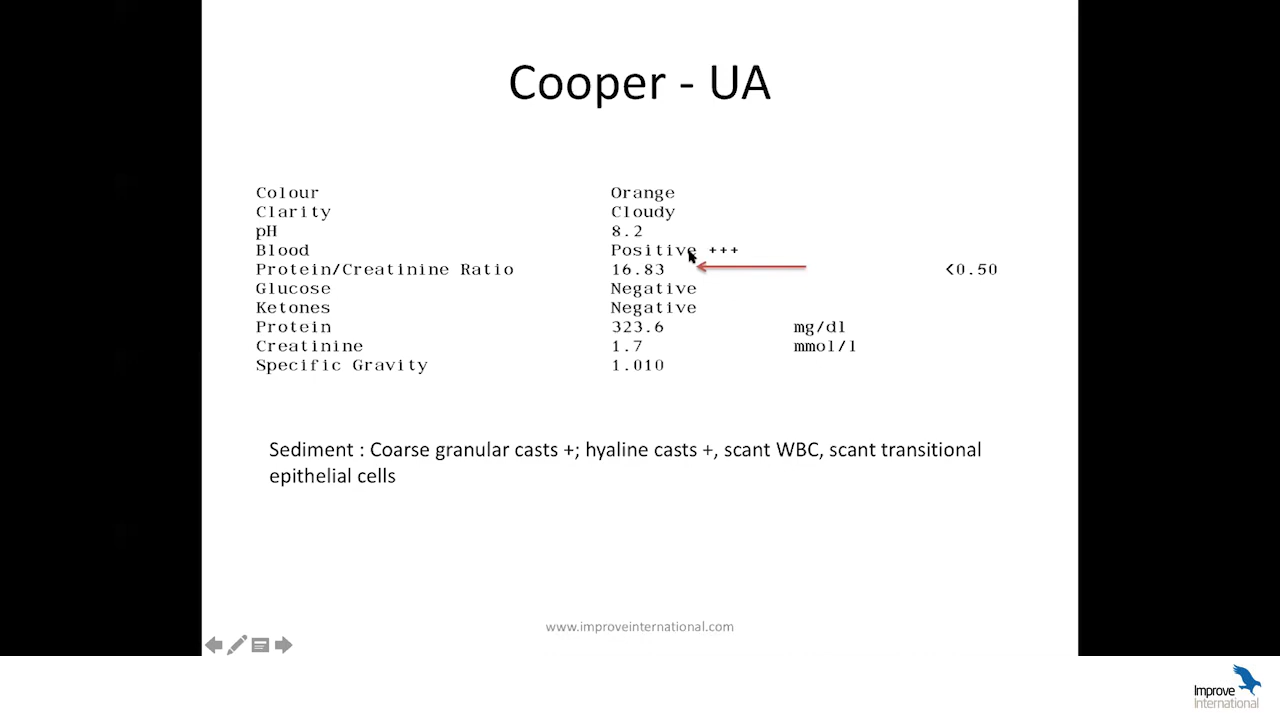 Cooper - UA
Colour Orange
Clarity Cloudy
pH 8.2
Blood Positive +++
Protein/Creatinine Ratio 16.83 <0.50
Glucose Negative
Ketones Negative
Protein 323.6 mg/dl
Creatinine 1.7 mmol/l
Specific Gravity 1.010
Sediment : Coarse granular casts +; hyaline casts +, scant WBC, scant transitional
epithelial cells
www.improveinternational.com
Improve
International